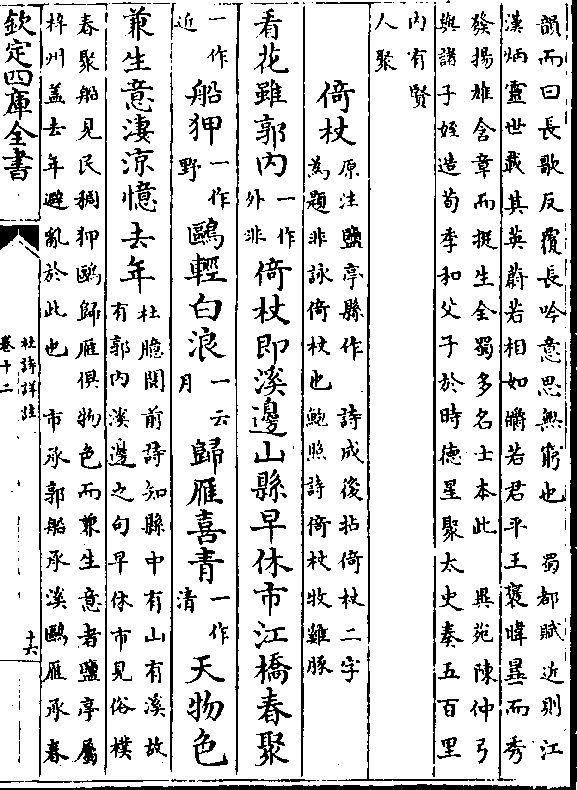 韻而曰長歌反覆長吟意思無窮也　蜀都賦近則江
漢炳靈世載其英蔚若相如皭若君平王褒暐曅而秀
發揚雄含章而挺生全蜀多名士本此　異苑陳仲弓
與諸子姪造荀季和父子於時德星聚太史奏五百里
內有賢
人聚
倚杖
原注鹽亭縣作　詩成後拈倚杖二字
為題非詠倚杖也鮑照詩倚杖牧雞豚
看花雖郭內一作外非倚杖即溪邊山縣早休市江橋春聚
一作近船狎一作野鷗輕白浪一云月歸雁喜青一作清天物色
兼生意淒涼憶去年
杜臆閱前詩知縣中有山有溪故
有郭內溪邊之句早休市見俗樸
春聚船見民稠狎鷗歸雁俱物色而兼生意者鹽亭屬
梓州蓋去年避亂於此也　市承郭船承溪鷗雁承春
欽定四庫全書
杜詩詳註
卷十二
十六